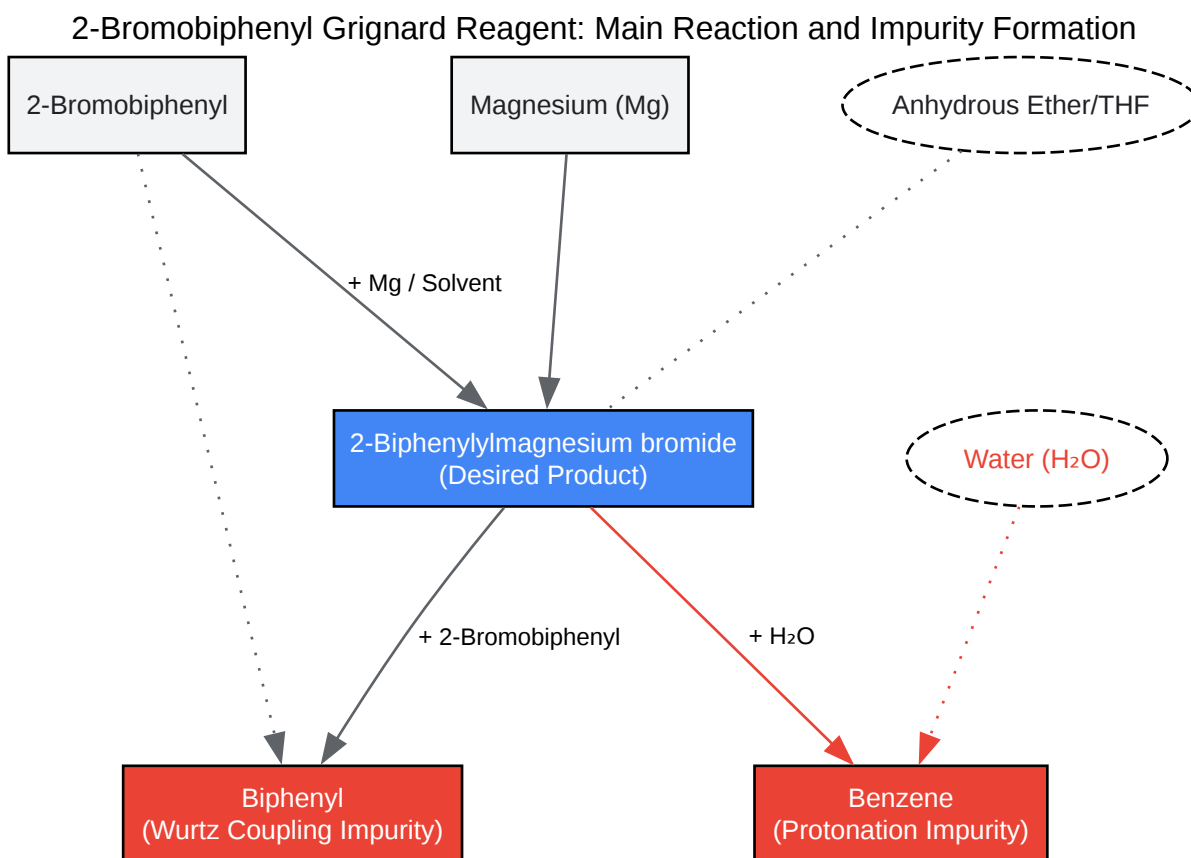 2-Bromobiphenyl Grignard Reagent: Main Reaction and Impurity Formation
2-Bromobiphenyl
Magnesium (Mg)
Anhydrous Ether/THF
+ Mg / Solvent
2-Biphenylylmagnesium bromide
(Desired Product)
Water (H₂O)
+ 2-Bromobiphenyl
+ H₂O
Biphenyl
(Wurtz Coupling Impurity)
Benzene
(Protonation Impurity)